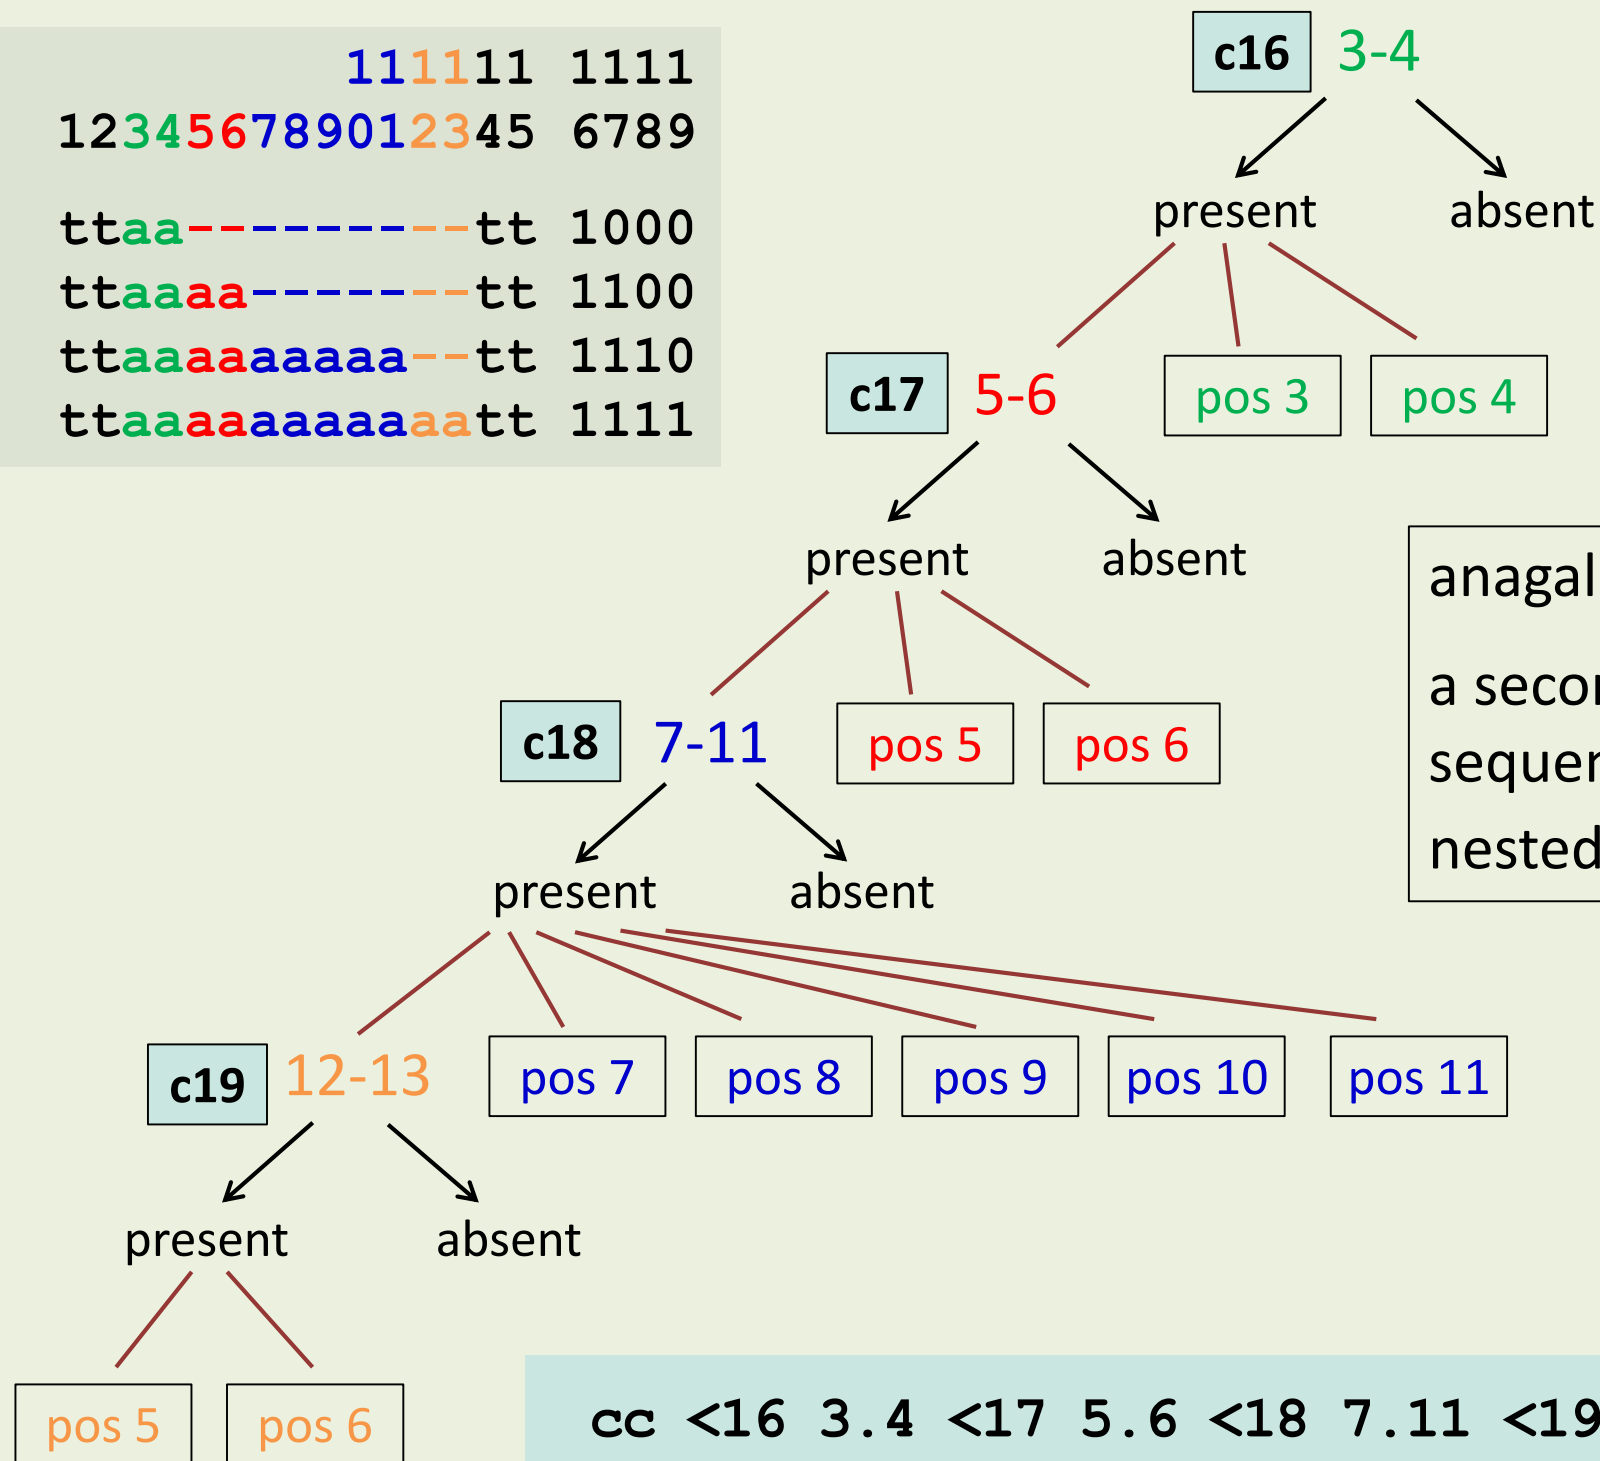 111111 1111
123456789012345 6789
ttaa---------tt 1000
ttaaaa-------tt 1100
ttaaaaaaaaa--tt 1110
ttaaaaaaaaaaatt 1111
c16 3-4
present absent
c17 5-6 pos 3 pos 4
present absent
anagal
a
nested
c18 7-11 pos 5 pos 6
present absent
c19 12-13 pos 7 pos 8 pos 9 pos 10 pos 11
present absent
pos 5 pos 6
cc <16 3.4 <17 5.6 <18 7.11 <19